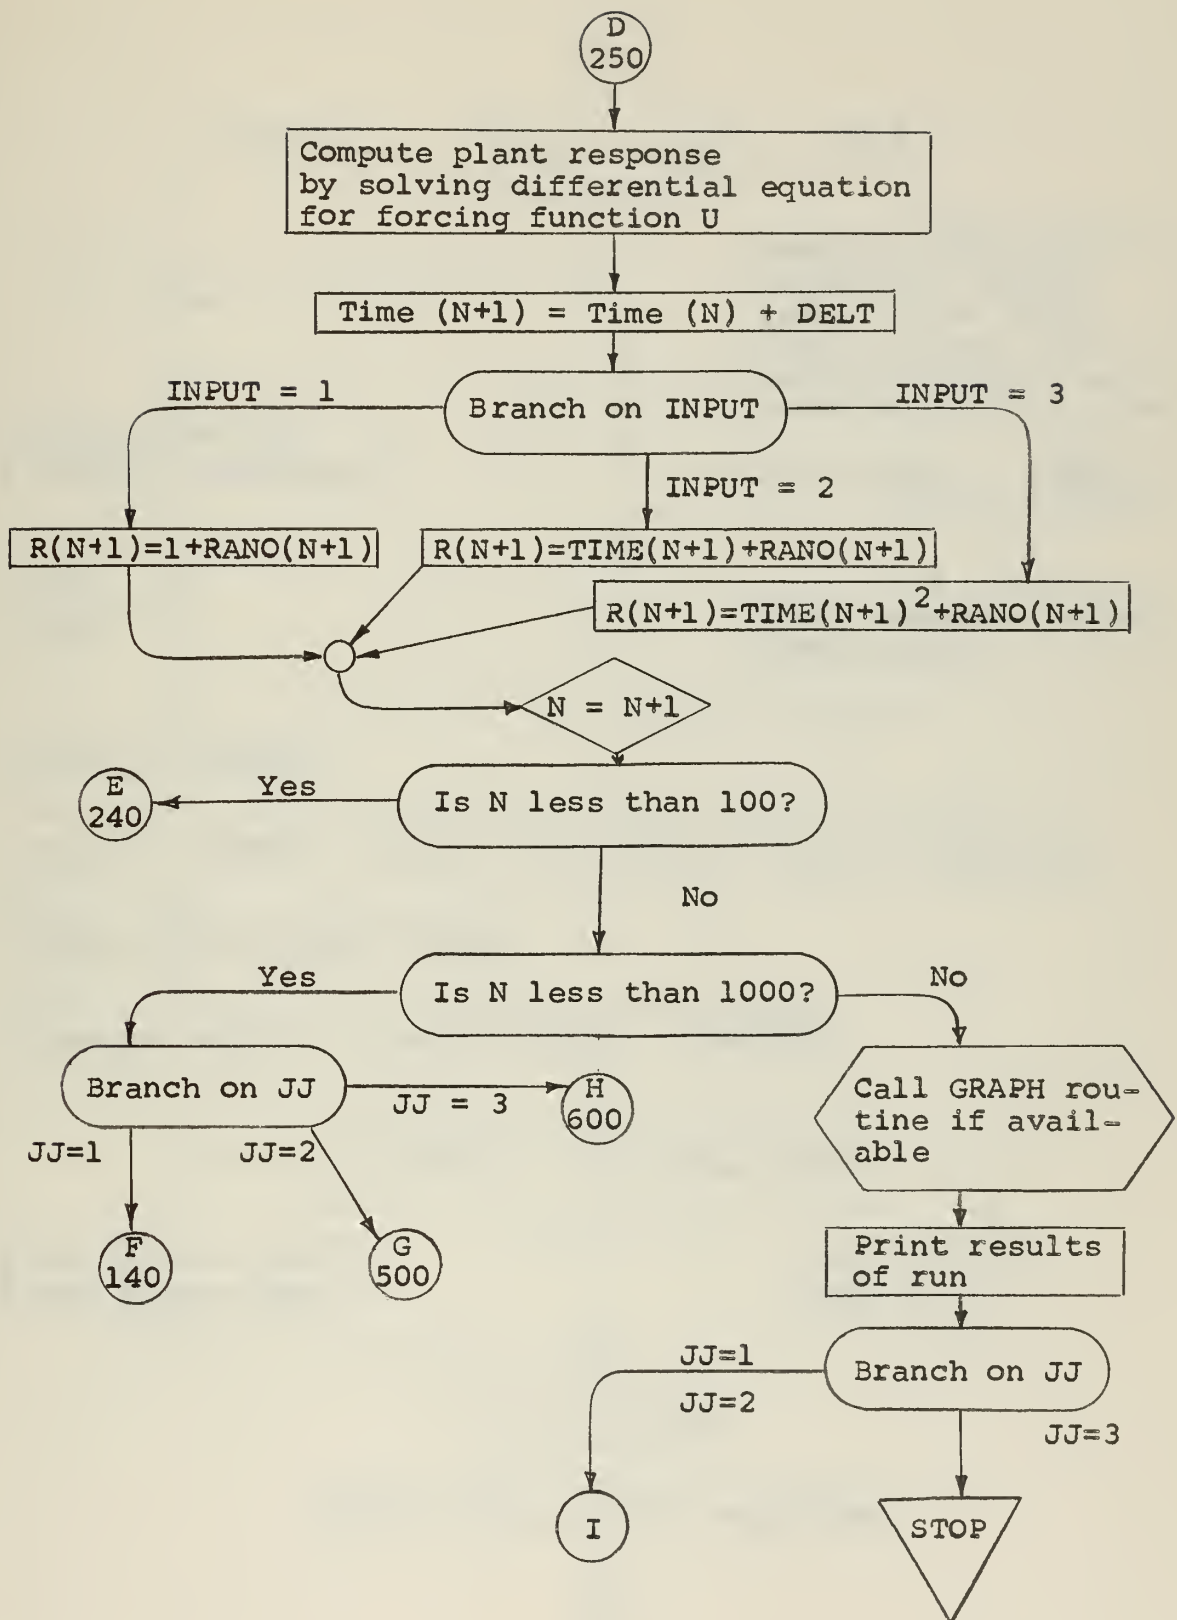 D
250
Compute plant response
by solving differential equation
for forcing function U
Time (N+1) = Time (N) + DELT
INPUT = 1
Branch on INPUT
INPUT = 3
INPUT = 2
R(N+1)=1+RANO(N+1)
R(N+1)=TIME(N+1)+RANO(N+1)
R(N+1)=TIME(N+1)²+RANO(N+1)
N = N+1
E
240
Yes
Is N less than 100?
No
Yes
Is N less than 1000?
No
Branch on JJ
JJ = 3
H
600
Call GRAPH rou-
tine if avail-
able
JJ=1
JJ=2
F
140
G
500
Print results
of run
JJ=1
JJ=2
Branch on JJ
JJ=3
I
STOP